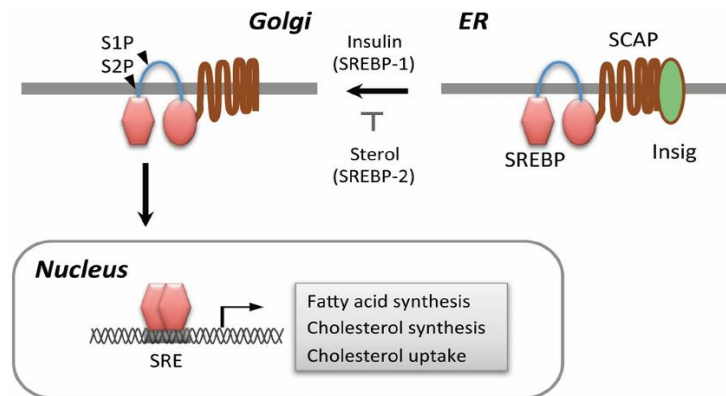 S1P
S2P
Golgi
Insulin
(SREBP-1)
Sterol
(SREBP-2)
ER
SCAP
SREBP
Insig
Nucleus
SRE
Fatty acid synthesis
Cholesterol synthesis
Cholesterol uptake